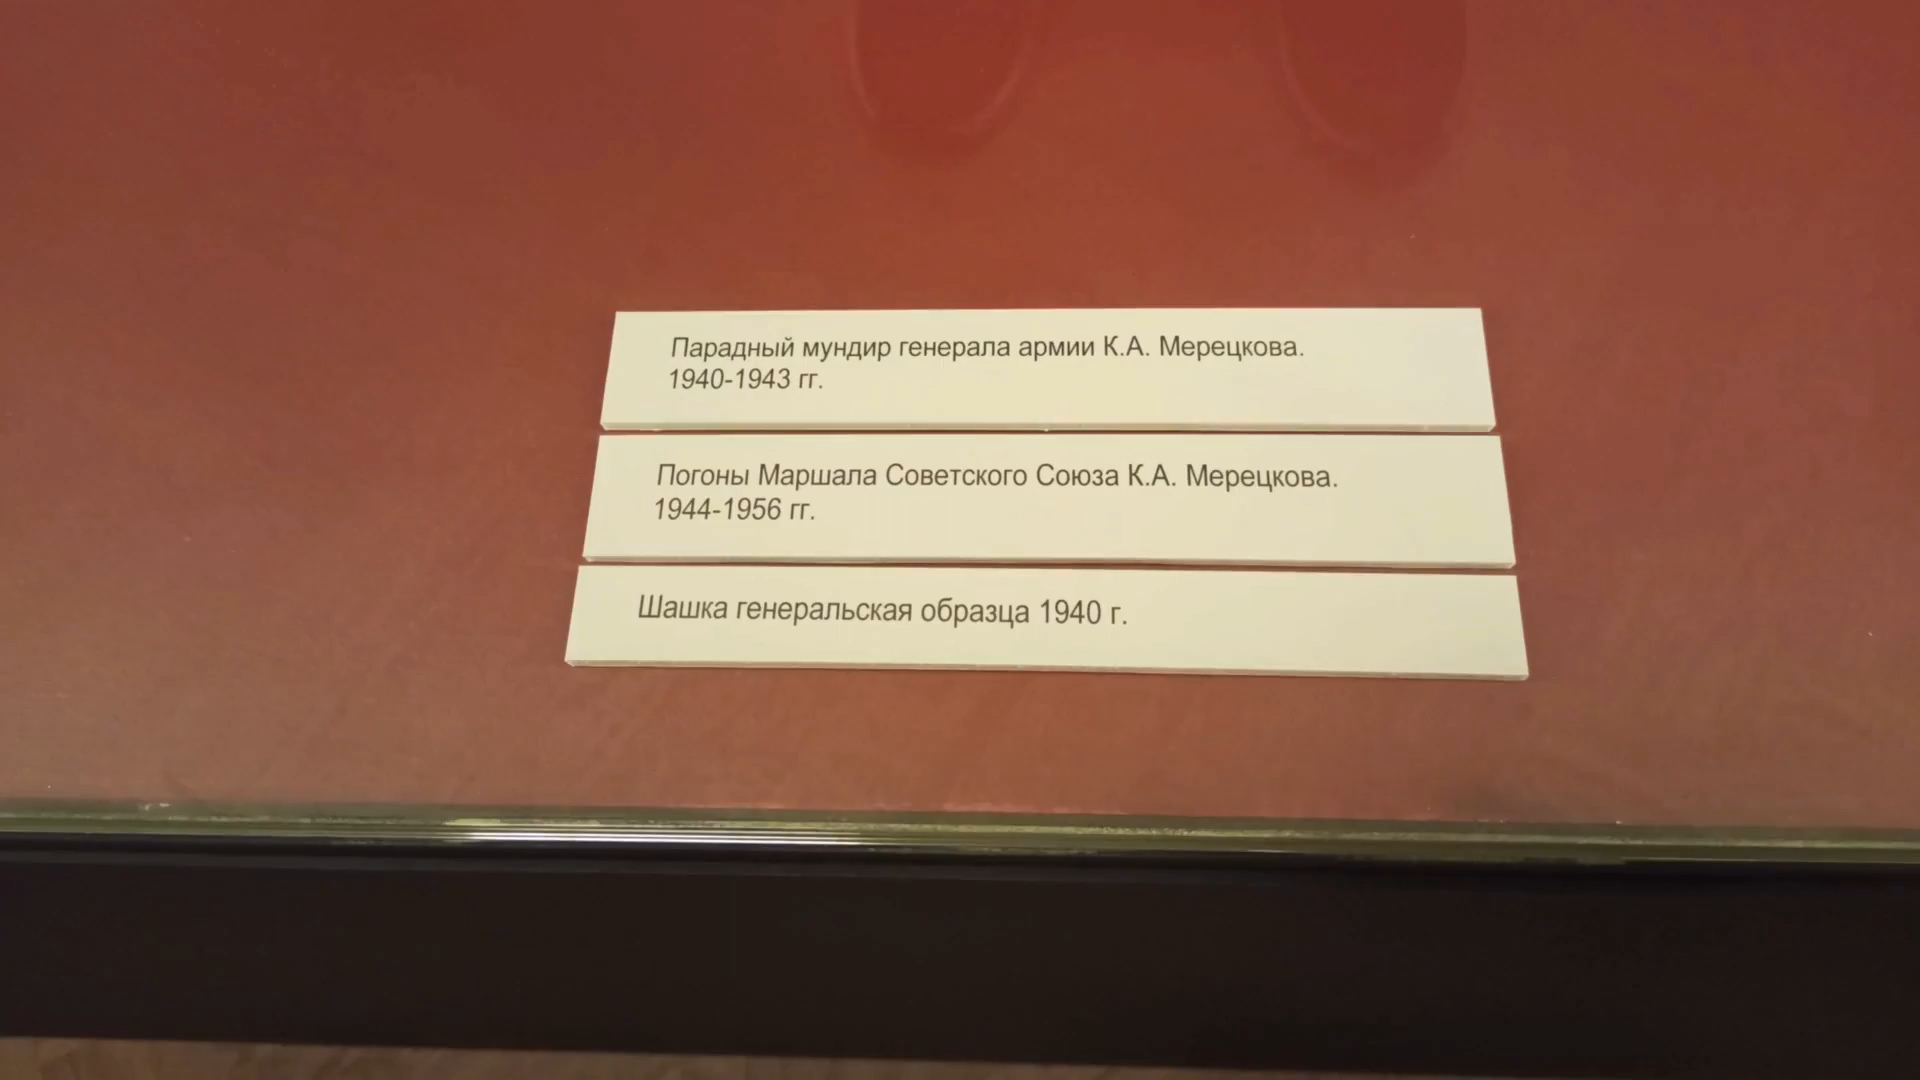 Парадный мундир генерала армии К.А. Мерецкова.
1940-1943 гг.
Погоны Маршала Советского Союза К.А. Мерецкова.
1944-1956 гг.
Шашка генеральская образца 1940 г.